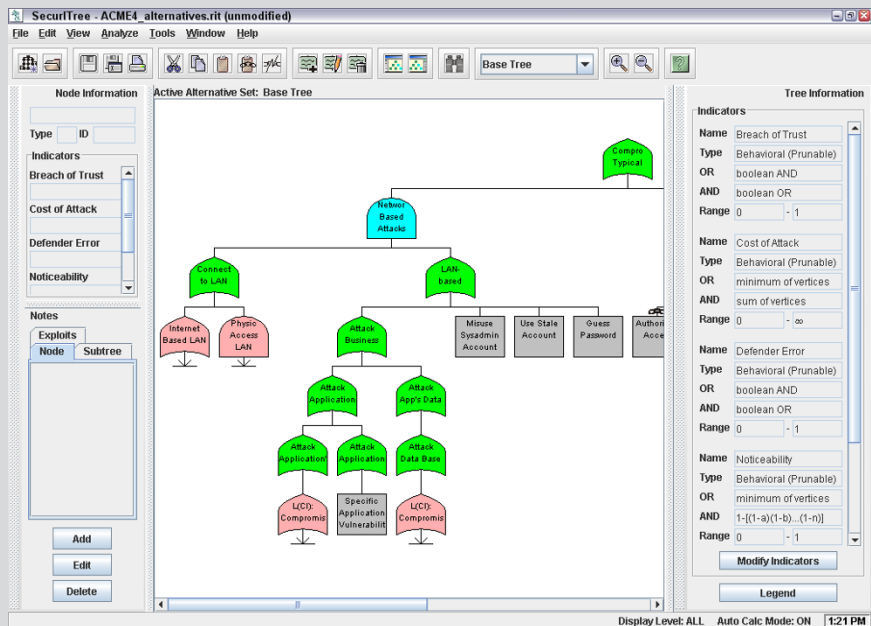 SecurITree - ACME4_alternatives.rit (unmodified)
File Edit View Analyze Tools Window Help
Base Tree
Node Information
Type ID
Indicators
Breach of Trust
Cost of Attack
Defender Error
Noticeability
Notes
Exploits
Node Subtree
Add
Edit
Delete
Active Alternative Set: Base Tree
Compro
Typical
Networ
Based
Attacks
Connect
to LAN
LAN-
based
Internet
Based LAN
Physic
Access
LAN
Attack
Business
Misuse
Sysadmin
Account
Use Stale
Account
Guess
Password
Authori
Acce
Attack
Application
Attack
App's Data
Attack
Application'
Attack
Application
Attack
Data Base
L(CI):
Compromis
Specific
Application
Vulnerabilit
L(CI):
Compromis
Tree Information
Indicators
Name Breach of Trust
Type Behavioral (Prunable)
OR boolean AND
AND boolean OR
Range 0 - 1
Name Cost of Attack
Type Behavioral (Prunable)
OR minimum of vertices
AND sum of vertices
Range 0 - ∞
Name Defender Error
Type Behavioral (Prunable)
OR boolean AND
AND boolean OR
Range 0 - 1
Name Noticeability
Type Behavioral (Prunable)
OR minimum of vertices
AND 1-[(1-a)(1-b)...(1-n)]
Range 0 - 1
Modify Indicators
Legend
Display Level: ALL Auto Calc Mode: ON 1:21 PM